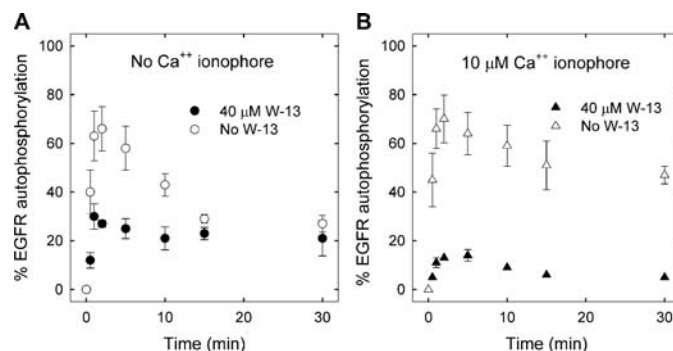 A
No Ca++ ionophore
40 μM W-13
No W-13
% EGFR autophosphorylation
100
80
60
40
20
0
0 10 20 30
Time (min)
B
10 μM Ca++ ionophore
40 μM W-13
No W-13
% EGFR autophosphorylation
100
80
60
40
20
0
0 10 20 30
Time (min)